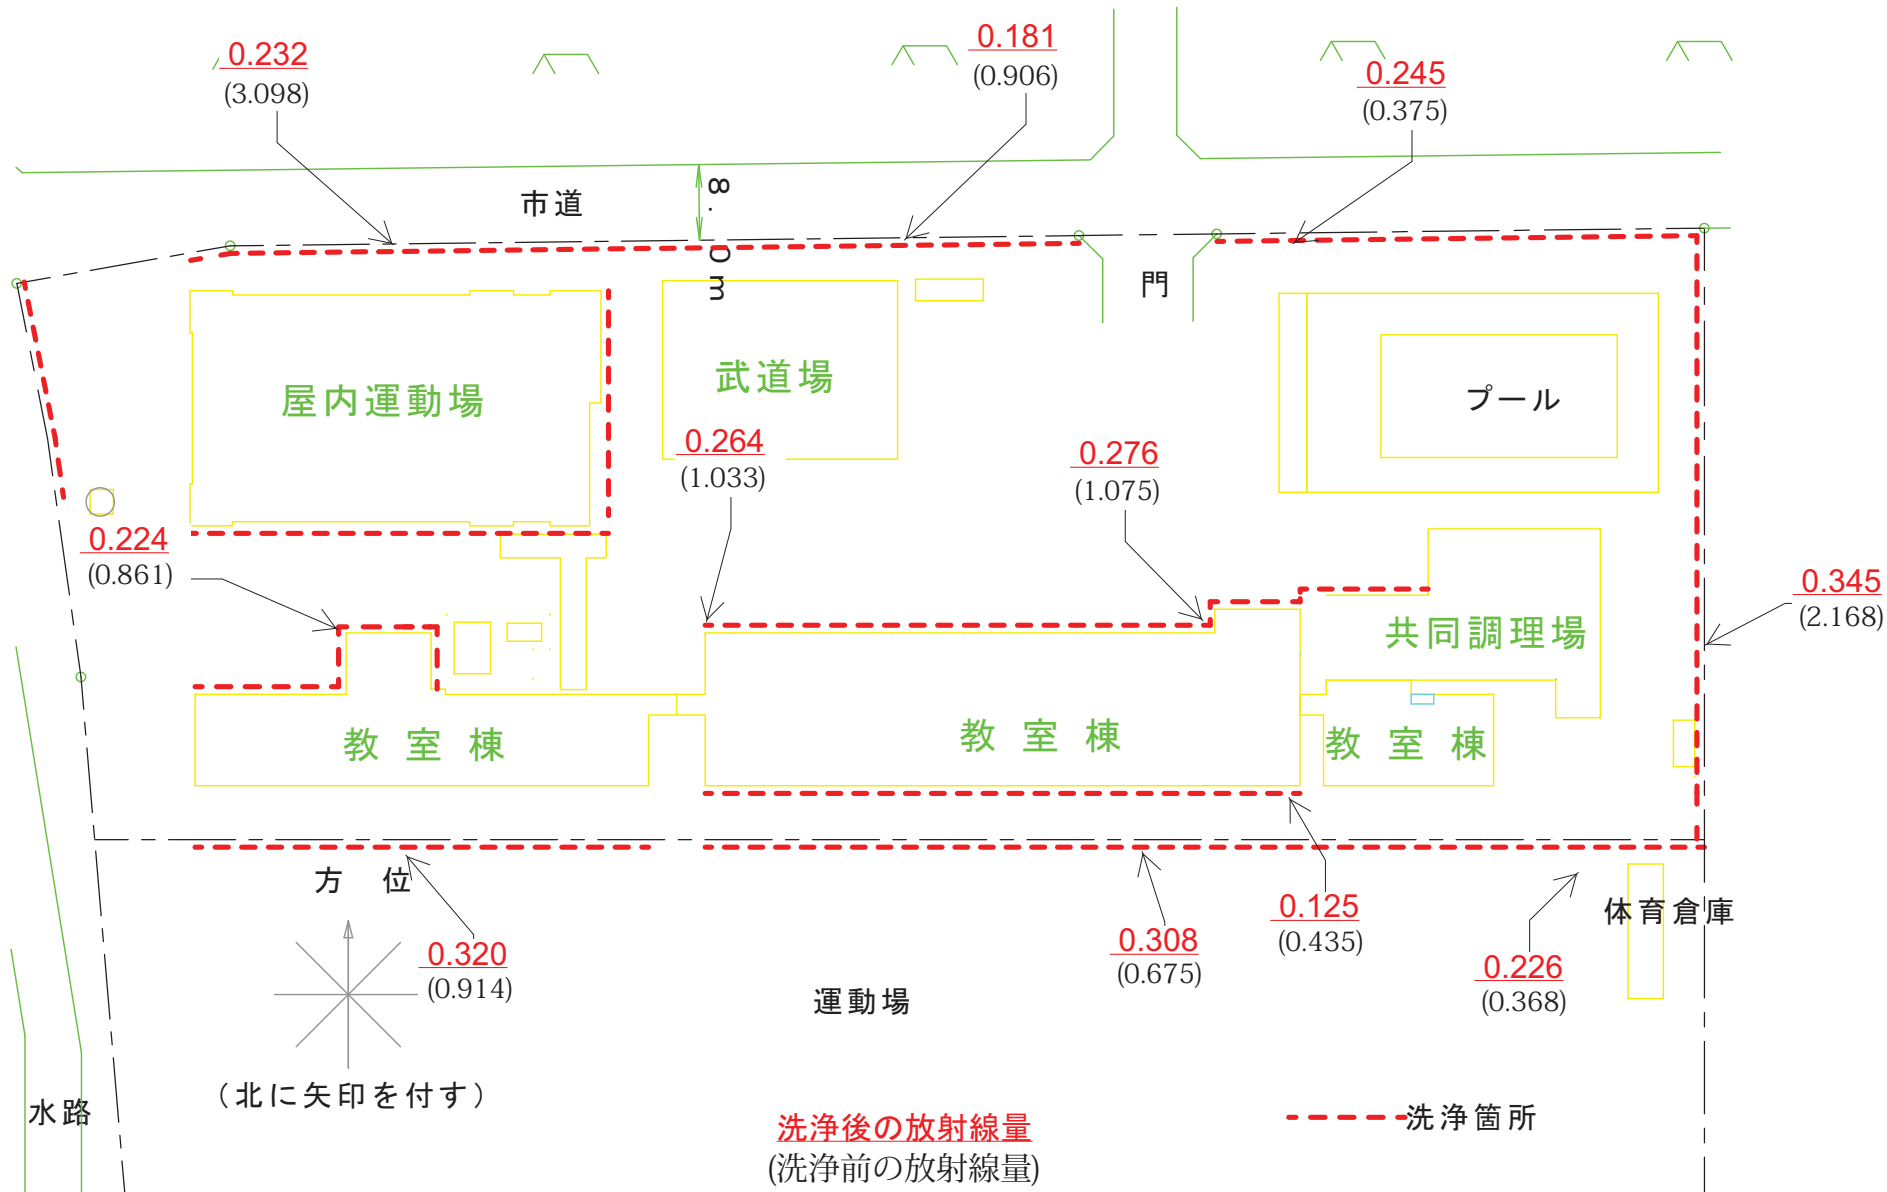 0.232
(3.098)
0.181
(0.906)
0.245
(0.375)
市道
8.0m
門
屋内運動場
武道場
プール
0.264
(1.033)
0.276
(1.075)
0.224
(0.861)
0.345
(2.168)
共同調理場
教室棟
教室棟
教室棟
方位
0.320
(0.914)
0.308
(0.675)
0.125
(0.435)
0.226
(0.368)
体育倉庫
運動場
(北に矢印を付す)
水路
洗浄後の放射線量
(洗浄前の放射線量)
洗浄箇所